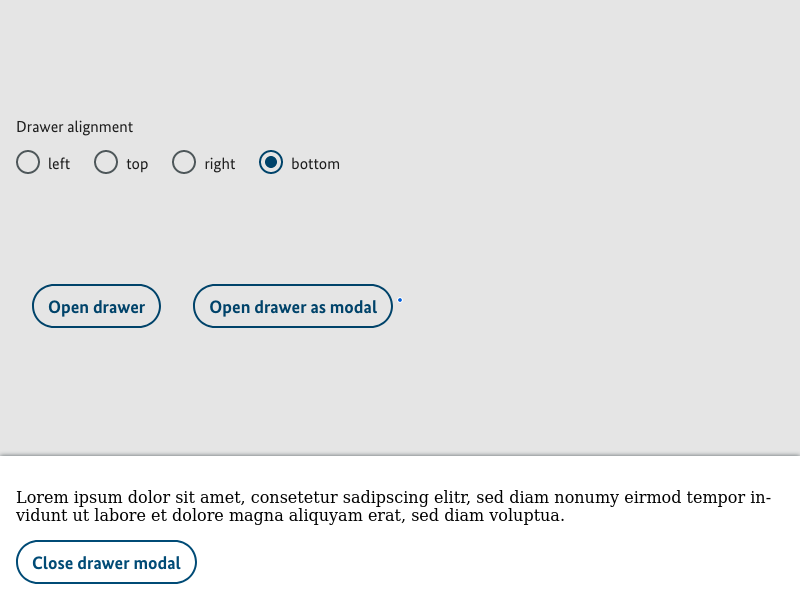 Drawer alignment
left top right bottom
Open drawer Open drawer as modal
Lorem ipsum dolor sit amet, consetetur sadipscing elitr, sed diam nonumy eirmod tempor in-
vidunt ut labore et dolore magna aliquyam erat, sed diam voluptua.
Close drawer modal